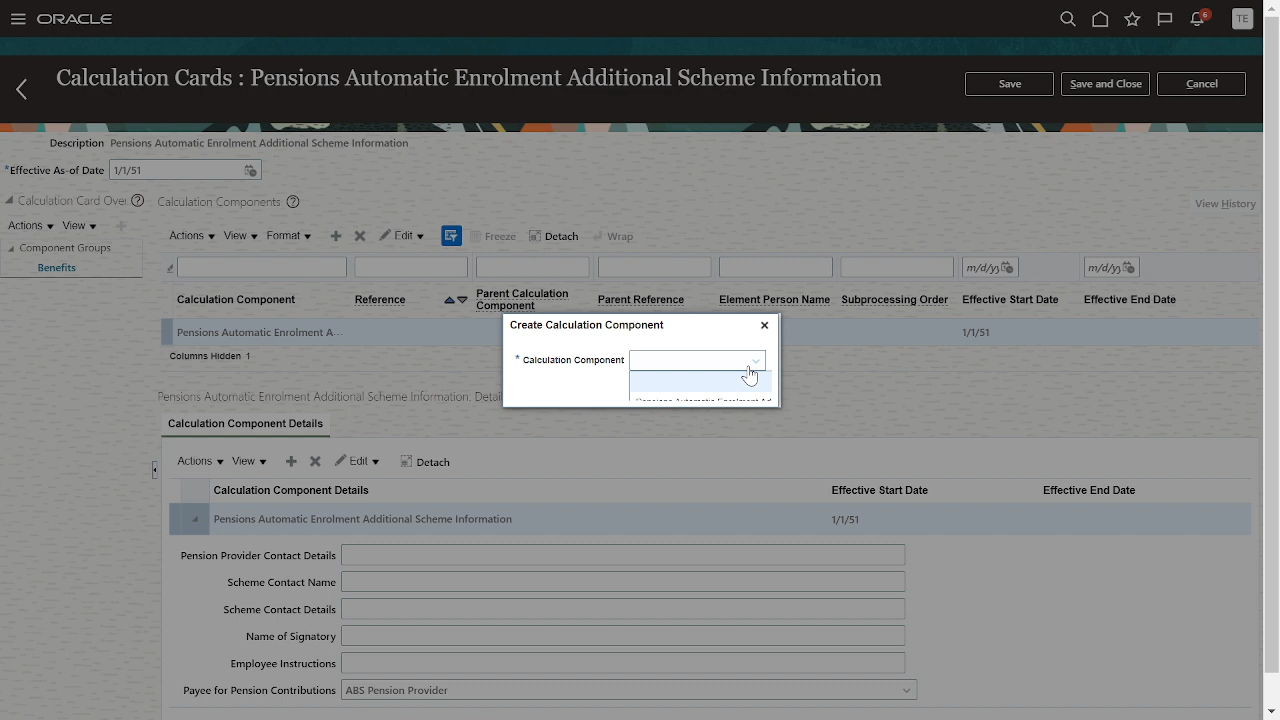 ORACLE
6
TE
Calculation Cards : Pensions Automatic Enrolment Additional Scheme Information
Save
Save and Close
Cancel
Description Pensions Automatic Enrolment Additional Scheme Information
*Effective As-of Date 1/1/51
Calculation Card Over
Calculation Components
View History
Actions View
Actions View Format Edit Freeze Detach Wrap
Component Groups
Benefits
m/d/yy m/d/yy
Calculation Component Reference Parent Calculation Component Parent Reference Element Person Name Subprocessing Order Effective Start Date Effective End Date
Pensions Automatic Enrolment A... 1/1/51
Columns Hidden 1
Create Calculation Component
* Calculation Component
Pensions Automatic Enrolment Ad
Pensions Automatic Enrolment Additional Scheme Information: Detai
Calculation Component Details
Actions View Edit Detach
Calculation Component Details Effective Start Date Effective End Date
Pensions Automatic Enrolment Additional Scheme Information 1/1/51
Pension Provider Contact Details
Scheme Contact Name
Scheme Contact Details
Name of Signatory
Employee Instructions
Payee for Pension Contributions ABS Pension Provider